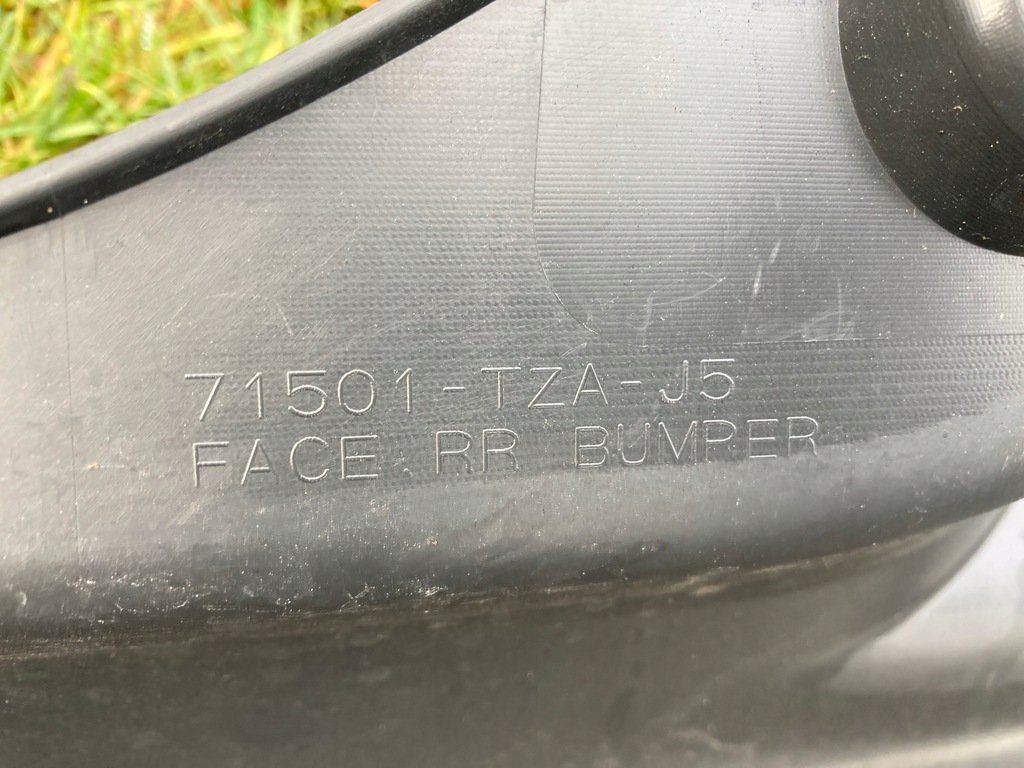 71501-TZA-J5
FACE RR BUMPER